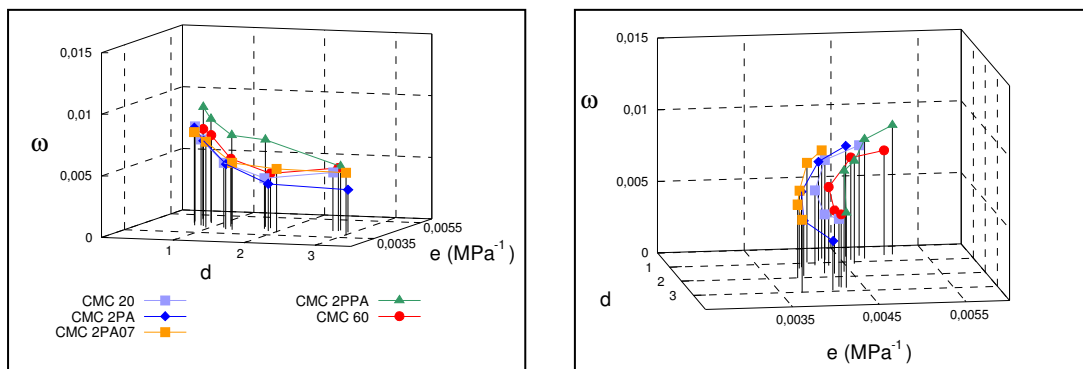 0,015
0,01
ω
0,005
0
1
2
3
d
0,0035
0,0055
e (MPa-1)
CMC 20
CMC 2PA
CMC 2PA07
CMC 2PPA
CMC 60
0,015
ω
0,01
0,005
0
1
2
3
d
0,0035
0,0045
0,0055
e (MPa-1)